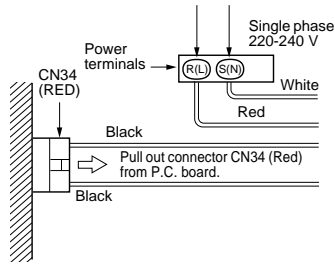 Single phase
220-240 V
Power
terminals
R(L) S(N)
CN34
(RED)
White
Red
Black
Pull out connector CN34 (Red)
from P.C. board.
Black